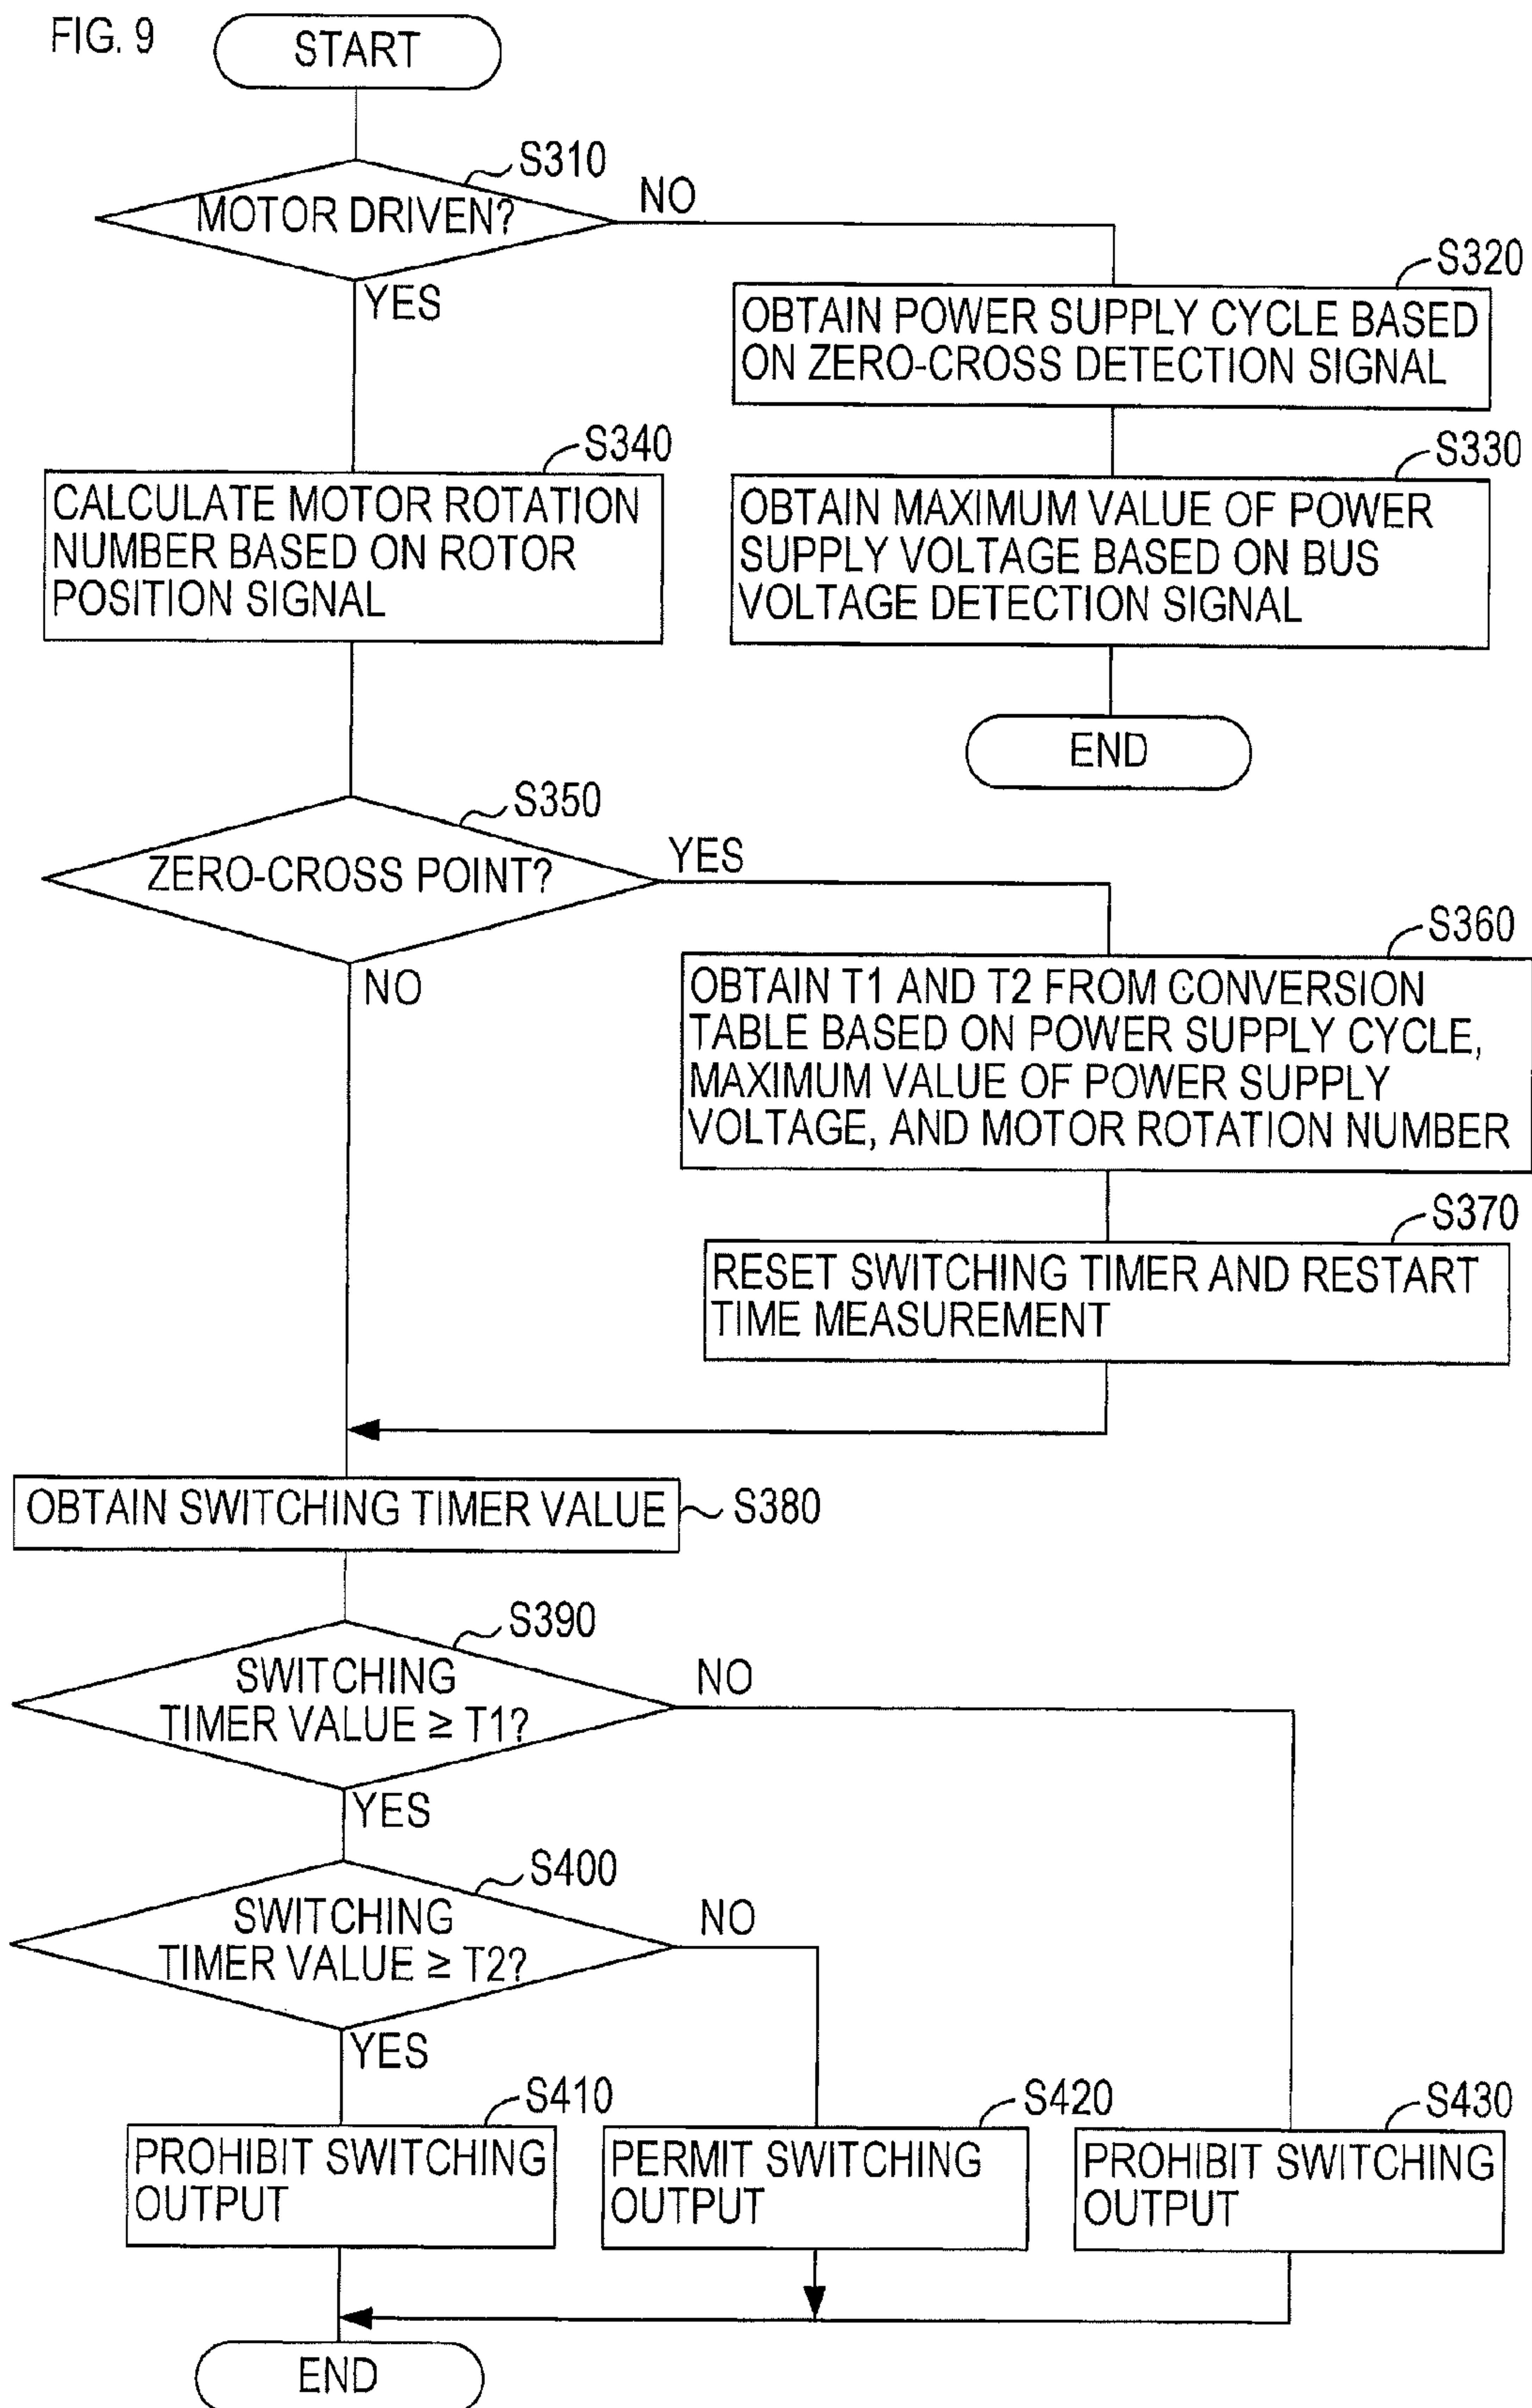 FIG. 9
START
S310
MOTOR DRIVEN?
NO
YES
S320
OBTAIN POWER SUPPLY CYCLE BASED
ON ZERO-CROSS DETECTION SIGNAL
S330
OBTAIN MAXIMUM VALUE OF POWER
SUPPLY VOLTAGE BASED ON BUS
VOLTAGE DETECTION SIGNAL
END
S340
CALCULATE MOTOR ROTATION
NUMBER BASED ON ROTOR
POSITION SIGNAL
S350
ZERO-CROSS POINT?
YES
NO
S360
OBTAIN T1 AND T2 FROM CONVERSION
TABLE BASED ON POWER SUPPLY CYCLE,
MAXIMUM VALUE OF POWER SUPPLY
VOLTAGE, AND MOTOR ROTATION NUMBER
S370
RESET SWITCHING TIMER AND RESTART
TIME MEASUREMENT
OBTAIN SWITCHING TIMER VALUE
S380
S390
SWITCHING
TIMER VALUE ≥ T1?
NO
YES
S400
SWITCHING
TIMER VALUE ≥ T2?
NO
YES
S410
PROHIBIT SWITCHING
OUTPUT
S420
PERMIT SWITCHING
OUTPUT
S430
PROHIBIT SWITCHING
OUTPUT
END